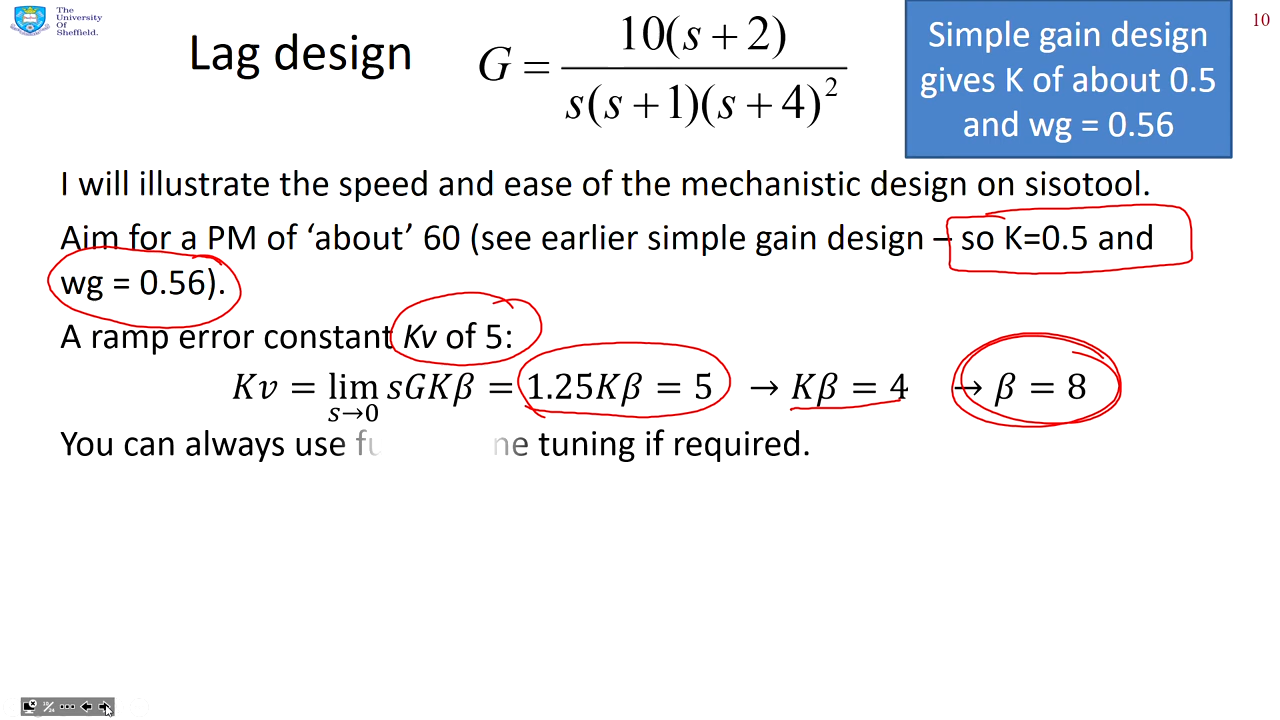 The
University
Of
Sheffield.
10
Lag design
G = 10(s + 2) / s(s + 1)(s + 4)²
Simple gain design
gives K of about 0.5
and wg = 0.56
I will illustrate the speed and ease of the mechanistic design on sisotool.
Aim for a PM of ‘about’ 60 (see earlier simple gain design – so K=0.5 and
wg = 0.56).
A ramp error constant Kv of 5:
Kv = lim s→0 sGKβ = 1.25Kβ = 5 → Kβ = 4 → β = 8
You can always use tuning if required.